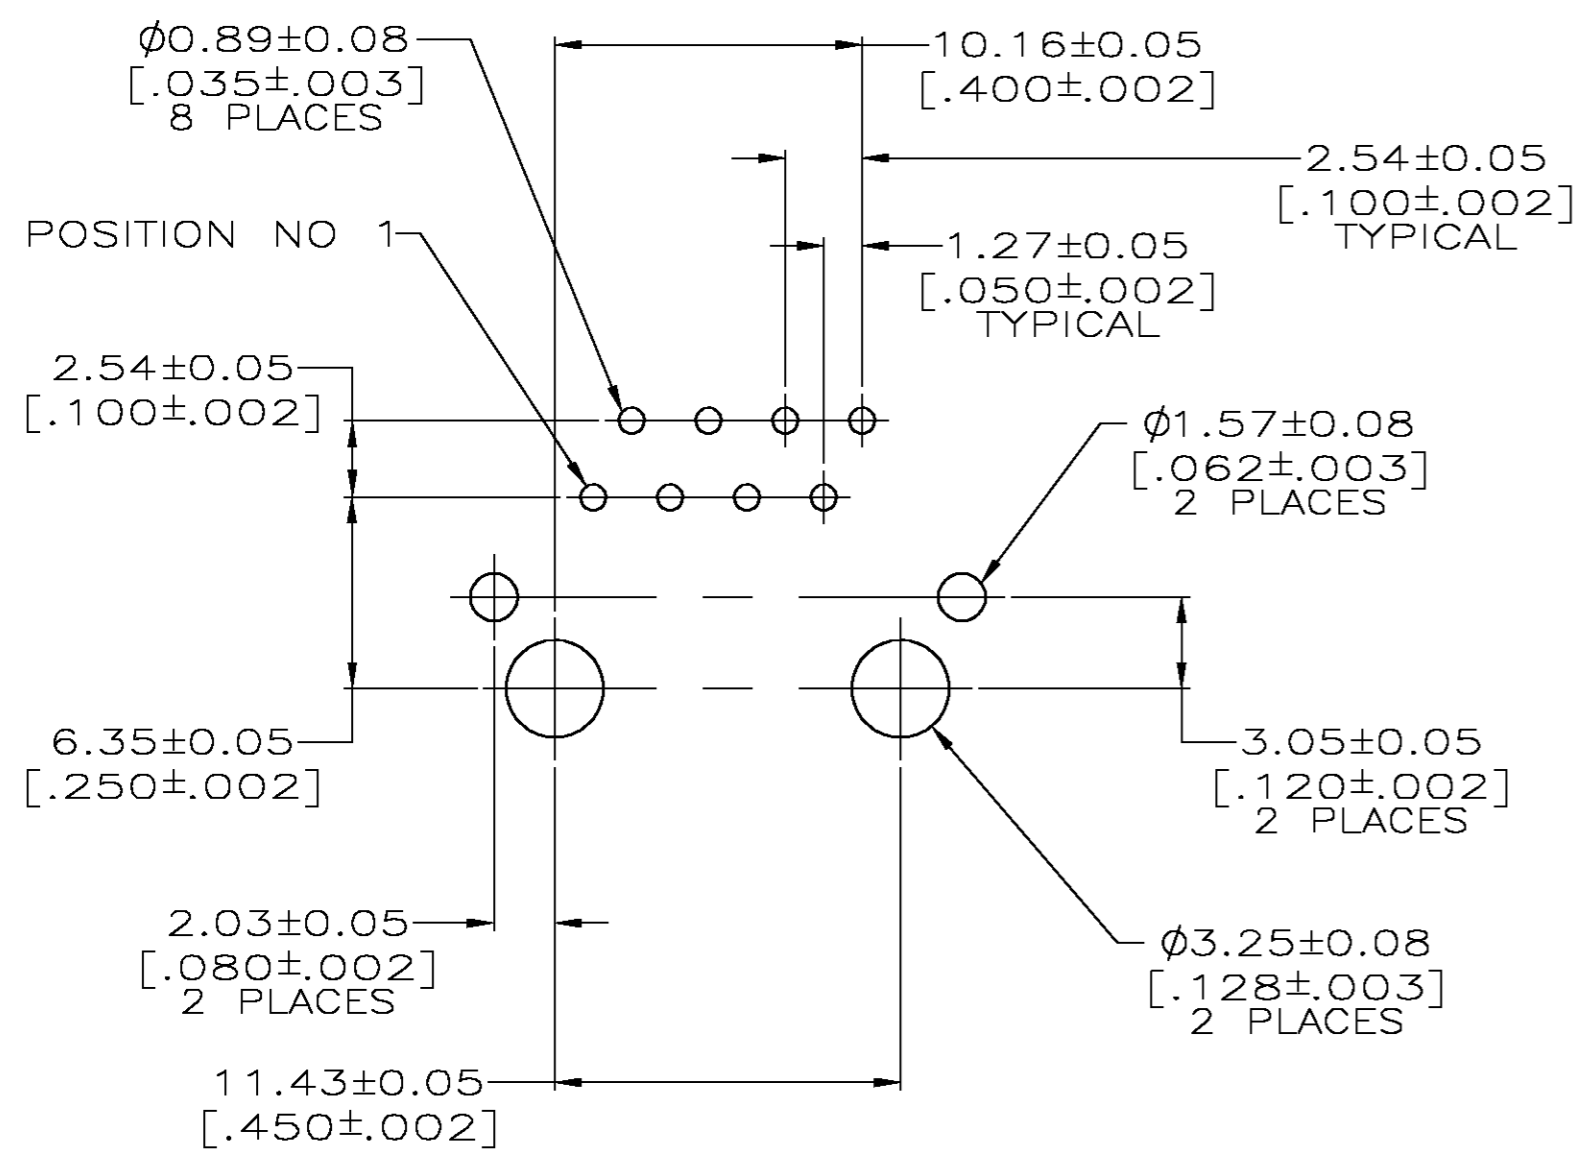 Ø0.89±0.08
[.035±.003]
8 PLACES
10.16±0.05
[.400±.002]
2.54±0.05
[.100±.002]
TYPICAL
POSITION NO 1
1.27±0.05
[.050±.002]
TYPICAL
2.54±0.05
[.100±.002]
Ø1.57±0.08
[.062±.003]
2 PLACES
6.35±0.05
[.250±.002]
3.05±0.05
[.120±.002]
2 PLACES
2.03±0.05
[.080±.002]
2 PLACES
Ø3.25±0.08
[.128±.003]
2 PLACES
11.43±0.05
[.450±.002]